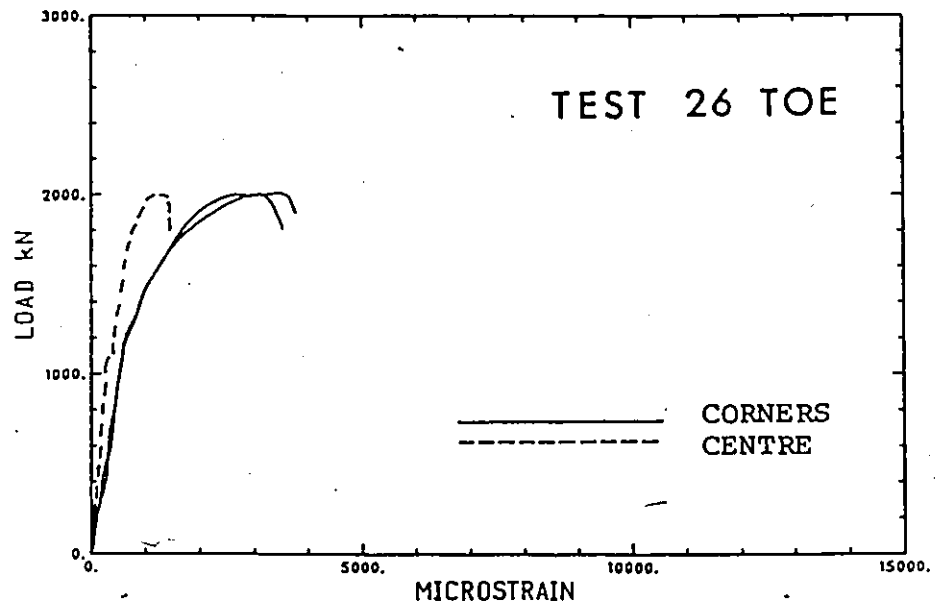 3000.
TEST 26 TOE
2000.
LOAD kN
1000.
CORNERS
CENTRE
0.
0. 5000. 10000. 15000.
MICROSTRAIN